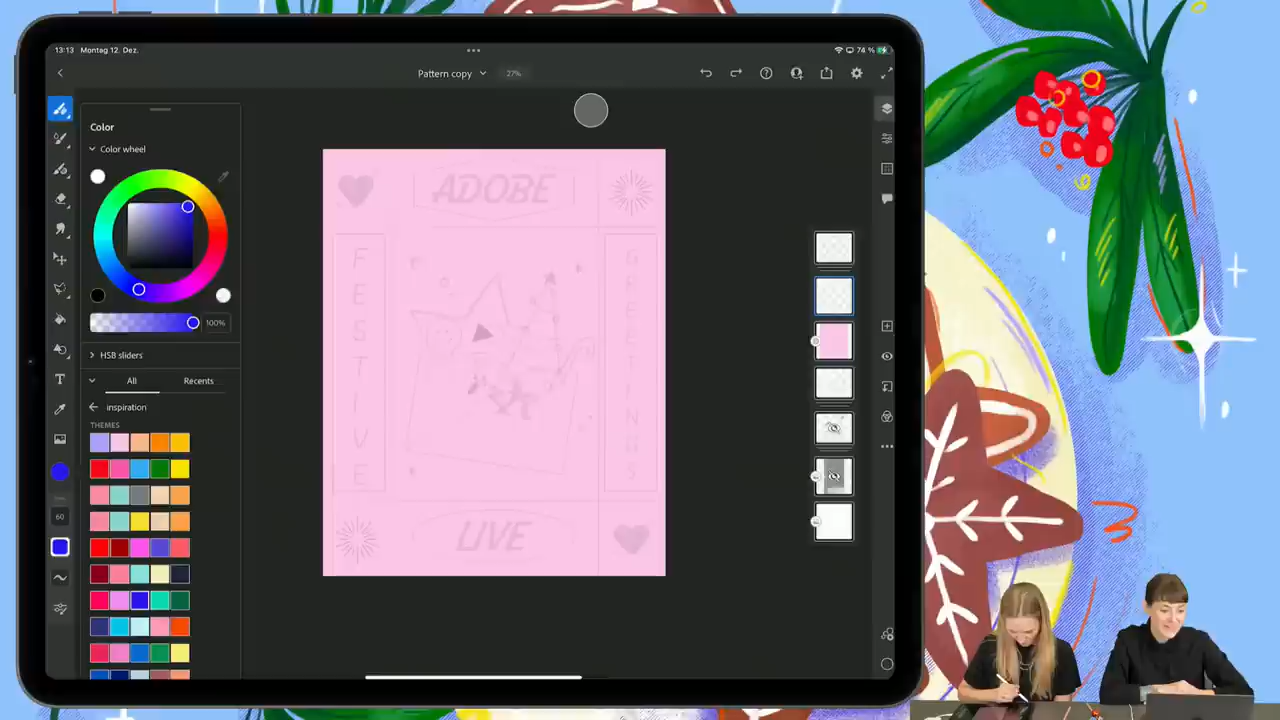 13:13 Montag 12. Dez.
74 %
Pattern copy
27%
Color
Color wheel
100%
HSB sliders
All
Recents
inspiration
THEMES
60
ADOBE
FESTIVE
GREETINGS
LIVE